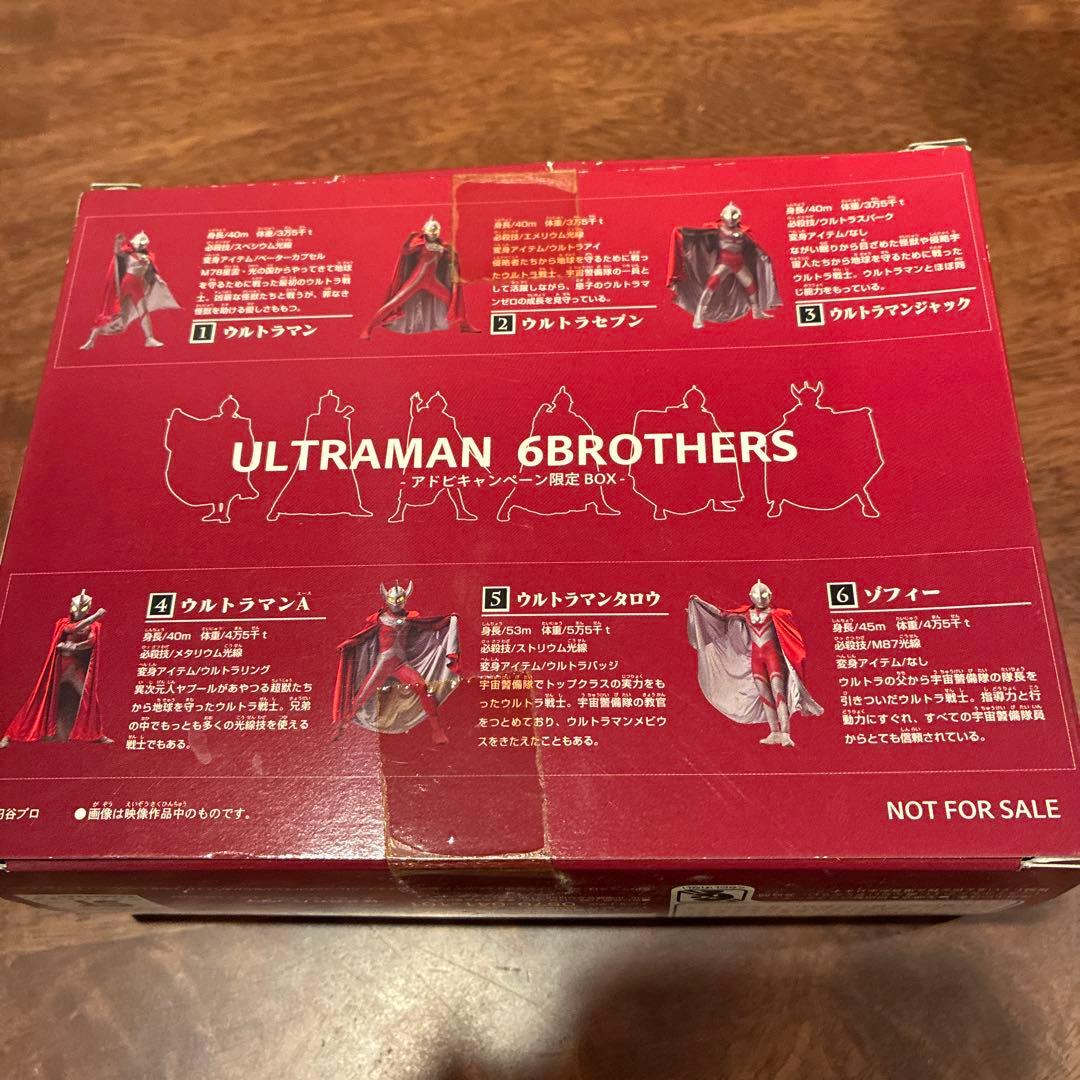 身長/40m 体重/3万5千t
必殺技/スペシウム光線
変身アイテム/ベーターカプセル
M78星雲・光の国からやってきて地球
を守るために戦った最初のウルトラ戦
士。凶暴な怪獣たちと戦うが、罪なき
怪獣を助ける愛しさももつ。
1 ウルトラマン
身長/40m 体重/3万5千t
必殺技/エメリウム光線
変身アイテム/ウルトラアイ
侵略者たちから地球を守るために戦っ
たウルトラ戦士。宇宙警備隊の一員と
して活躍しながら、息子のウルトラマ
ンゼロの成長を見守っている。
2 ウルトラセブン
身長/40m 体重/3万5千t
必殺技/ウルトラスパーク
変身アイテム/なし
ながい眠りから目ざめた怪獣や侵略宇
宙人たちから地球を守るために戦った
ウルトラ戦士。ウルトラマンとほぼ同
じ能力をもっている。
3 ウルトラマンジャック
ULTRAMAN 6BROTHERS
-アドビキャンペーン限定BOX-
4 ウルトラマンA
エース
身長/40m 体重/4万5千t
必殺技/メタリウム光線
変身アイテム/ウルトラリング
異次元人ヤプールがあやつる超獣たち
から地球を守ったウルトラ戦士。兄弟
の中でもっとも多くの光線技を使える
戦士でもある。
5 ウルトラマンタロウ
身長/53m 体重/5万5千t
必殺技/ストリウム光線
変身アイテム/ウルトラバッジ
宇宙警備隊でトップクラスの実力をも
ったウルトラ戦士。宇宙警備隊の教官
をつとめており、ウルトラマンメビウ
スをきたえたこともある。
6 ゾフィー
身長/45m 体重/4万5千t
必殺技/M87光線
変身アイテム/なし
ウルトラの父から宇宙警備隊の隊長を
引きついだウルトラ戦士。指導力と行
動力にすぐれ、すべての宇宙警備隊員
からとても信頼されている。
円谷プロ
●画像は映像作品中のものです。
NOT FOR SALE